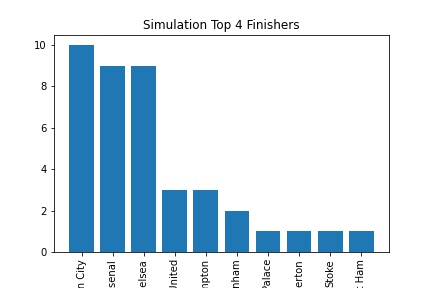 Simulation Top 4 Finishers
10
8
6
4
2
0
n City
senal
elsea
United
npton
nham
Palace
erton
Stoke
Ham